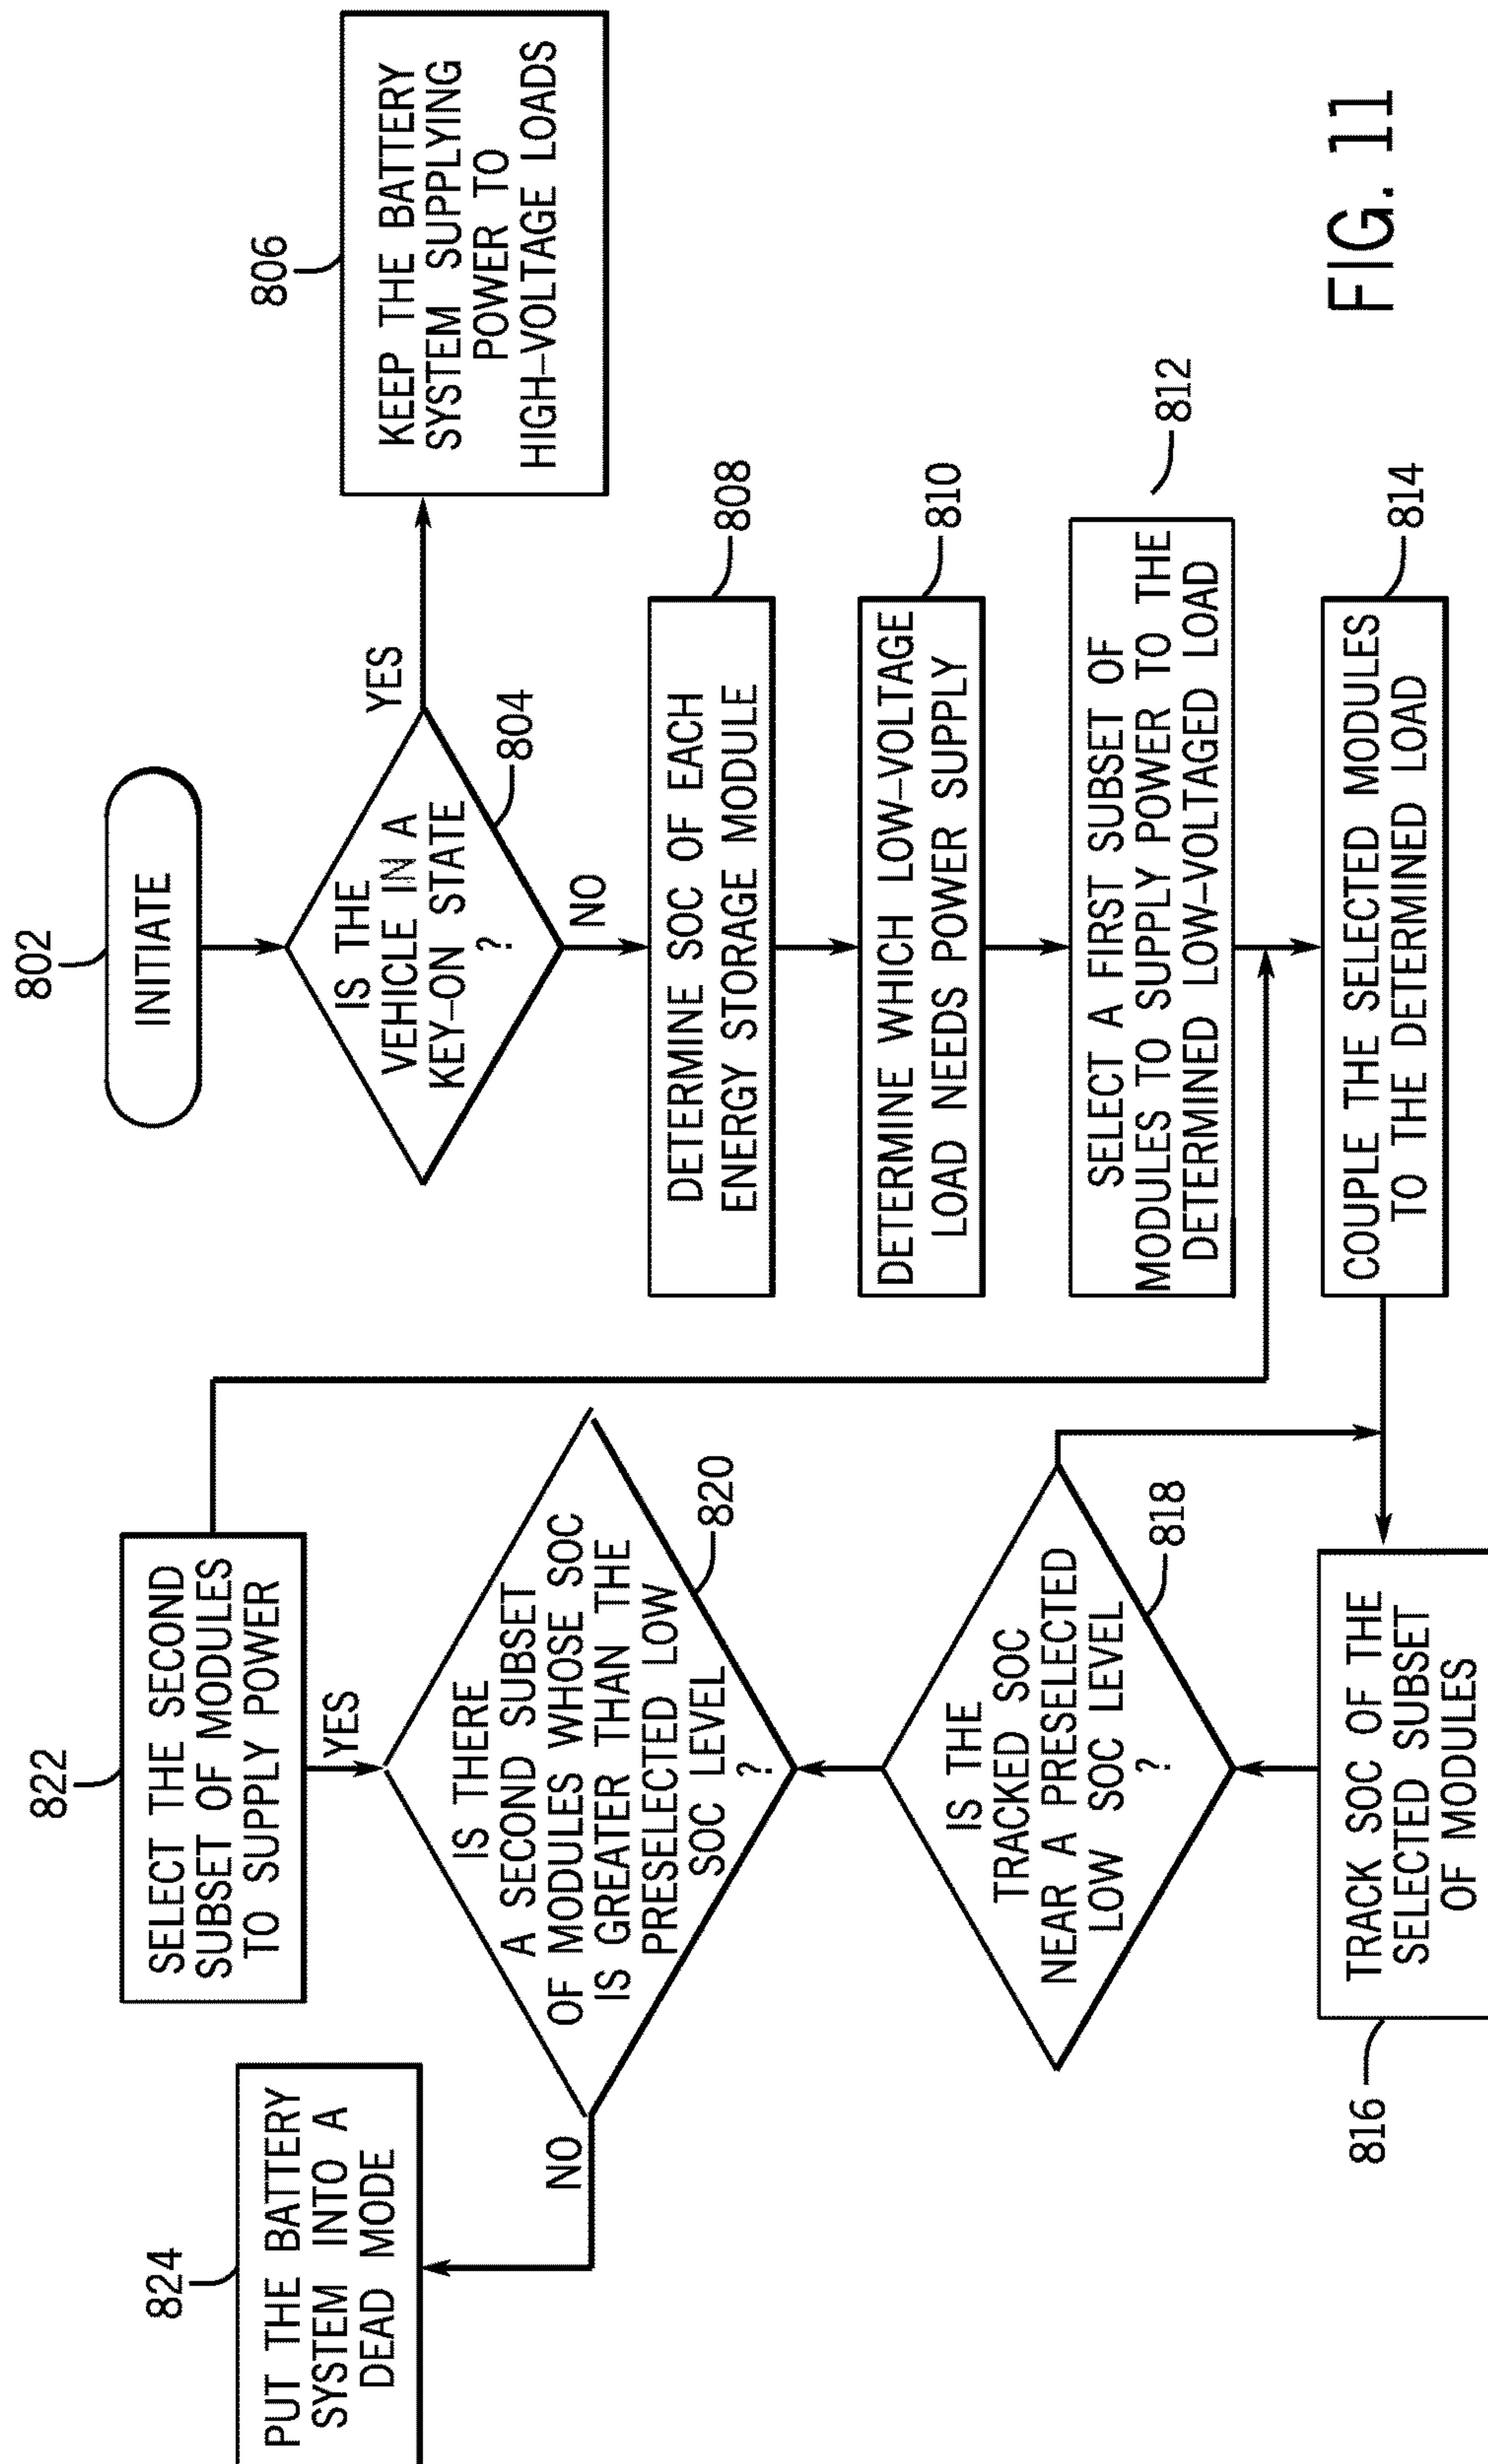 802
INITIATE
IS THE
VEHICLE IN A
KEY-ON STATE
?
804
YES
806
KEEP THE BATTERY
SYSTEM SUPPLYING
POWER TO
HIGH-VOLTAGE LOADS
NO
808
DETERMINE SOC OF EACH
ENERGY STORAGE MODULE
810
DETERMINE WHICH LOW-VOLTAGE
LOAD NEEDS POWER SUPPLY
812
SELECT A FIRST SUBSET OF
MODULES TO SUPPLY POWER TO THE
DETERMINED LOW-VOLTAGED LOAD
814
COUPLE THE SELECTED MODULES
TO THE DETERMINED LOAD
816
TRACK SOC OF THE
SELECTED SUBSET
OF MODULES
818
IS THE
TRACKED SOC
NEAR A PRESELECTED
LOW SOC LEVEL
?
820
IS THERE
A SECOND SUBSET
OF MODULES WHOSE SOC
IS GREATER THAN THE
PRESELECTED LOW
SOC LEVEL
?
YES
822
SELECT THE SECOND
SUBSET OF MODULES
TO SUPPLY POWER
NO
824
PUT THE BATTERY
SYSTEM INTO A
DEAD MODE
FIG. 11